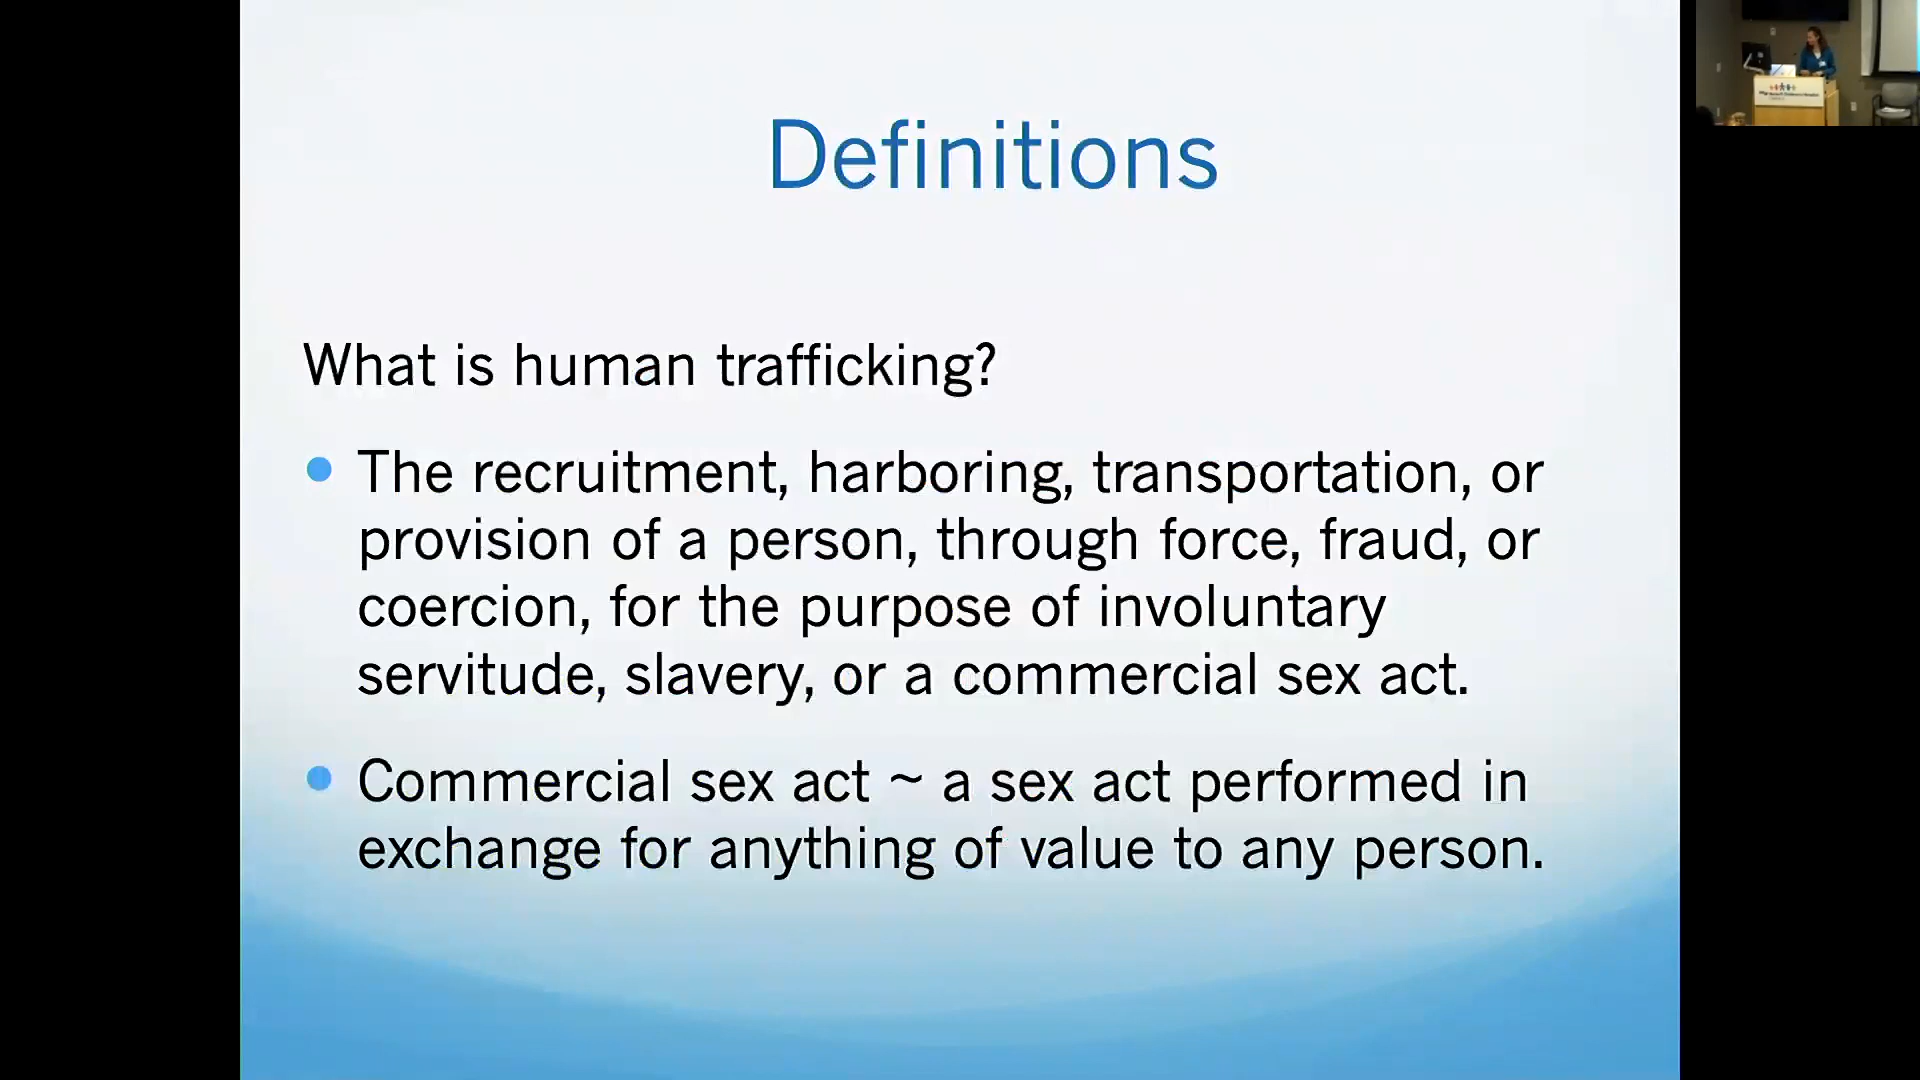 Definitions
What is human trafficking?
• The recruitment, harboring, transportation, or
provision of a person, through force, fraud, or
coercion, for the purpose of involuntary
servitude, slavery, or a commercial sex act.
• Commercial sex act ~ a sex act performed in
exchange for anything of value to any person.